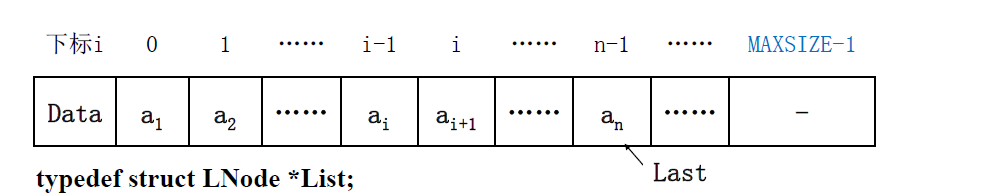 下标i 0 1 …… i-1 i …… n-1 …… MAXSIZE-1
Data a1 a2 …… ai ai+1 …… an …… -
Last
typedef struct LNode *List;